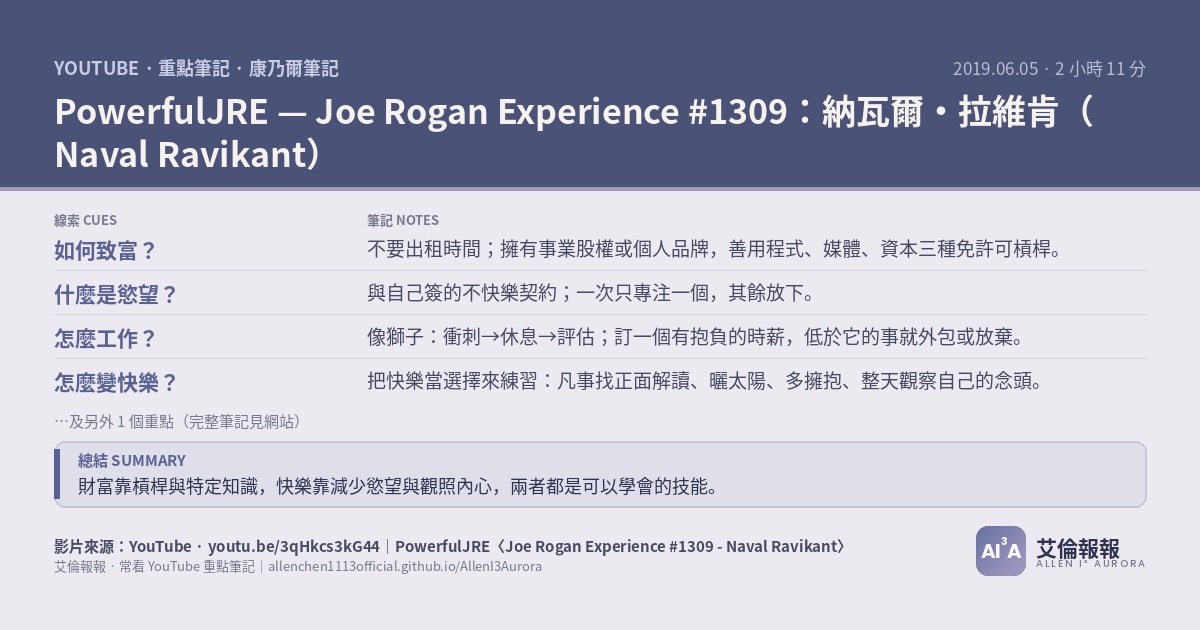 YOUTUBE · 重點筆記 · 康乃爾筆記
2019.06.05 · 2 小時 11 分
PowerfulJRE — Joe Rogan Experience #1309：納瓦爾・拉維肯（
Naval Ravikant）
線索 CUES
筆記 NOTES
如何致富？
不要出租時間；擁有事業股權或個人品牌，善用程式、媒體、資本三種免許可槓桿。
什麼是慾望？
與自己簽的不快樂契約；一次只專注一個，其餘放下。
怎麼工作？
像獅子：衝刺→休息→評估；訂一個有抱負的時薪，低於它的事就外包或放棄。
怎麼變快樂？
把快樂當選擇來練習：凡事找正面解讀、曬太陽、多擁抱、整天觀察自己的念頭。
…及另外 1 個重點（完整筆記見網站）
總結 SUMMARY
財富靠槓桿與特定知識，快樂靠減少慾望與觀照內心，兩者都是可以學會的技能。
影片來源：YouTube · youtu.be/3qHkcs3kG44｜PowerfulJRE〈Joe Rogan Experience #1309 - Naval Ravikant〉
艾倫報報 · 常看 YouTube 重點筆記｜allenchen1113official.github.io/AllenI3Aurora
AI³A
艾倫報報
ALLEN I³ AURORA